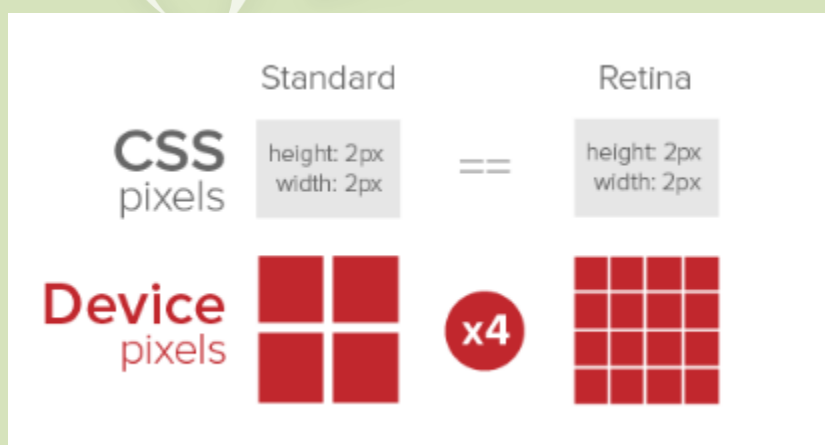 Standard
Retina
CSS
pixels
height: 2px
width: 2px
==
height: 2px
width: 2px
Device
pixels
x4